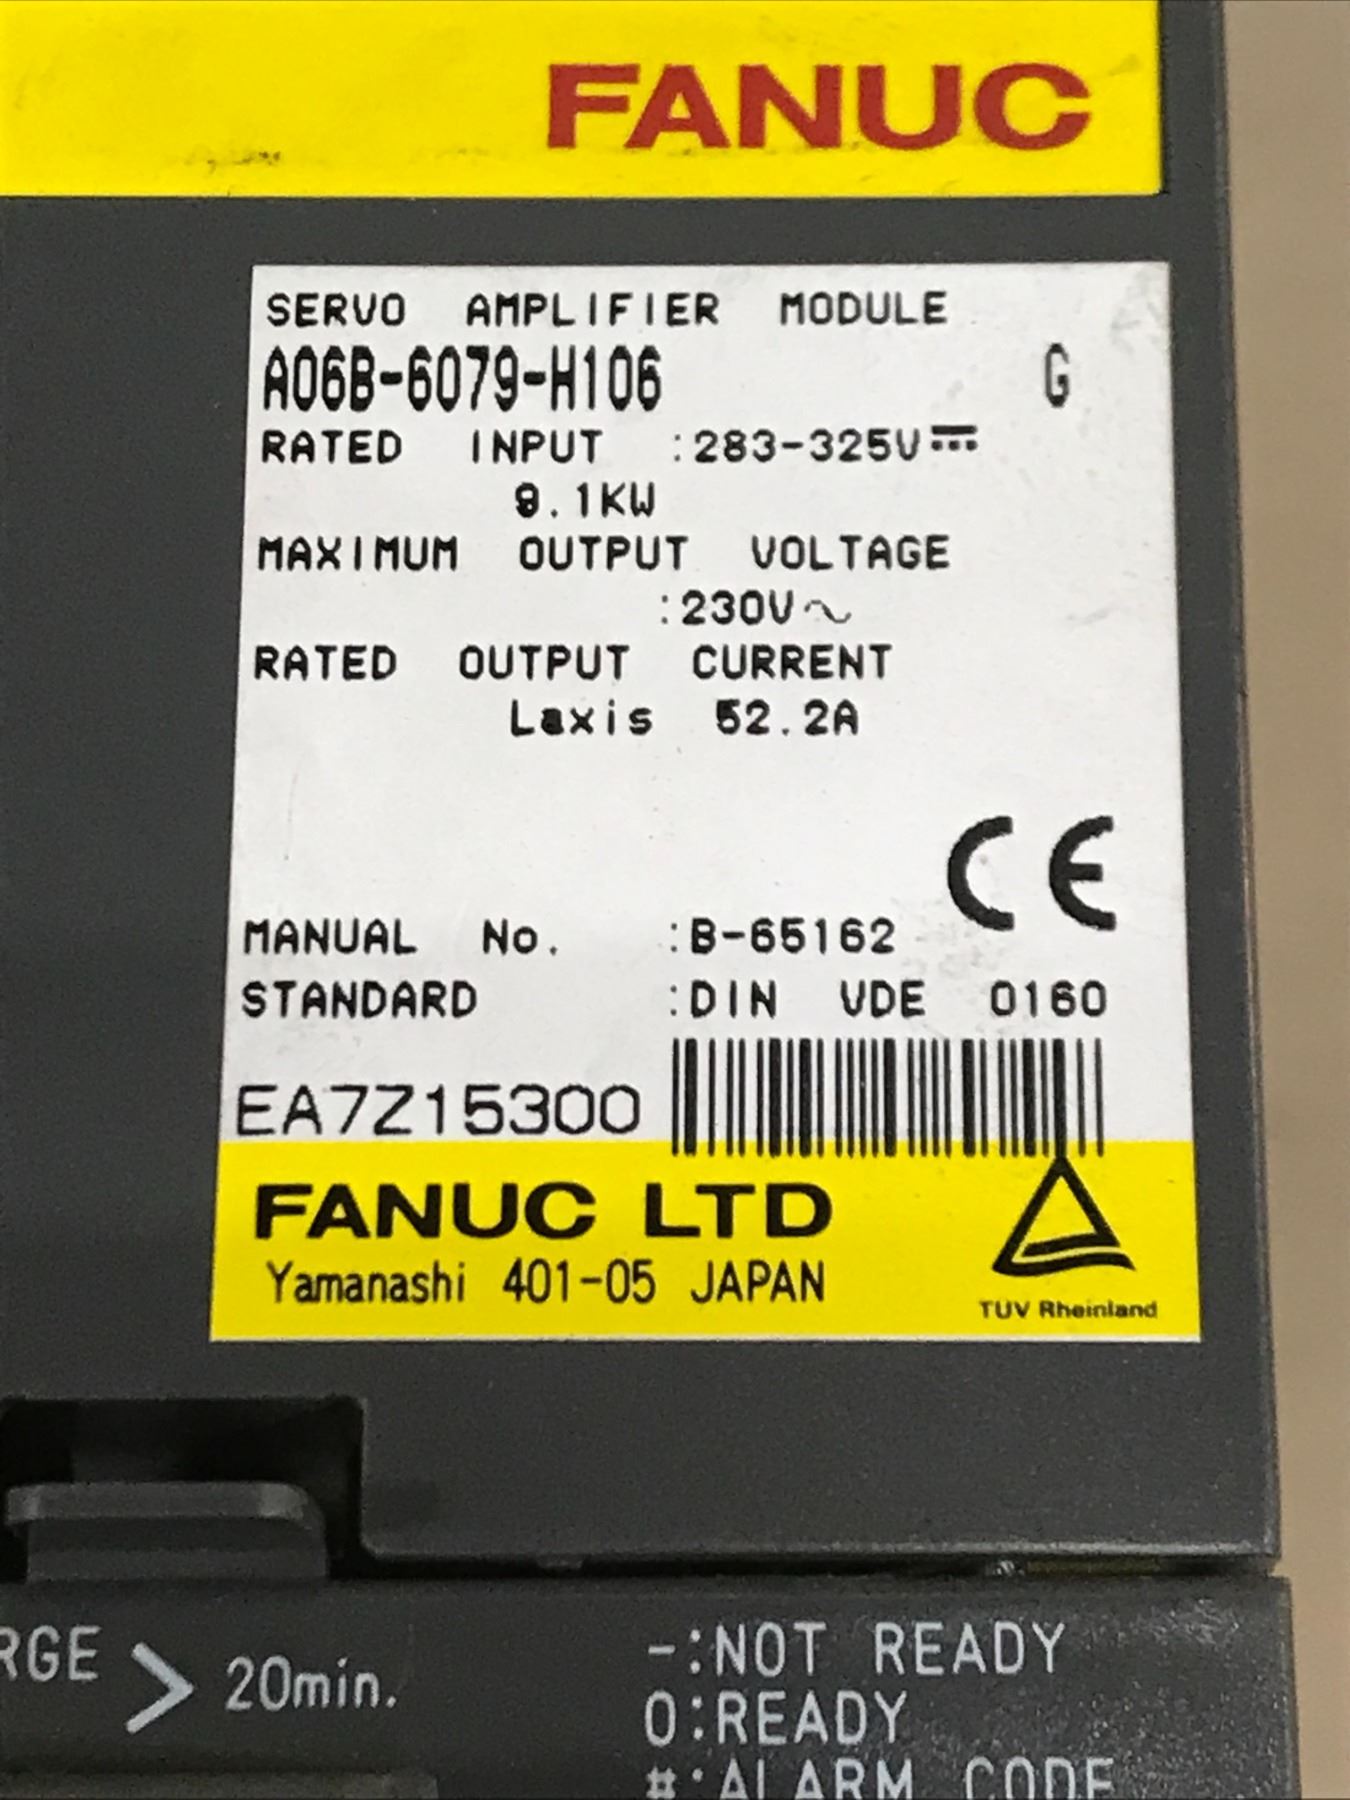 FANUC
SERVO AMPLIFIER MODULE
A06B-6079-H106 G
RATED INPUT :283-325V⎓
9.1KW
MAXIMUM OUTPUT VOLTAGE
:230V~
RATED OUTPUT CURRENT
Laxis 52.2A
CE
MANUAL No. :B-65162
STANDARD :DIN VDE 0160
EA7Z15300
FANUC LTD
Yamanashi 401-05 JAPAN
TUV Rheinland
RGE > 20min.
-:NOT READY
0:READY
#:ALARM CODE